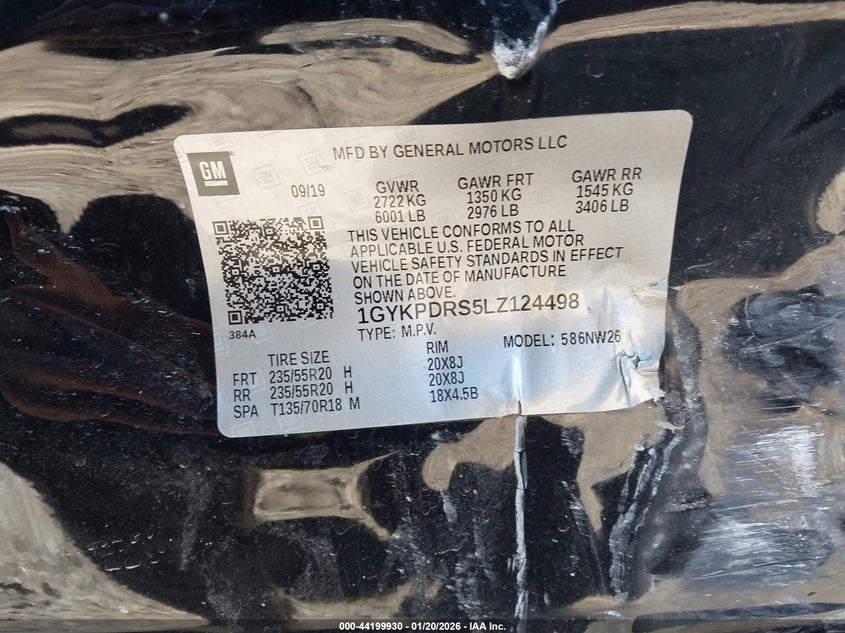 GM
MFD BY GENERAL MOTORS LLC
09/19
GVWR
2722 KG
6001 LB
GAWR FRT
1350 KG
2976 LB
GAWR RR
1545 KG
3406 LB
THIS VEHICLE CONFORMS TO ALL
APPLICABLE U.S. FEDERAL MOTOR
VEHICLE SAFETY STANDARDS IN EFFECT
ON THE DATE OF MANUFACTURE
SHOWN ABOVE.
1GYKPDRS5LZ124498
TYPE: M.P.V.
MODEL: 586NW26
384A
TIRE SIZE RIM
FRT 235/55R20 H 20X8J
RR 235/55R20 H 20X8J
SPA T135/70R18 M 18X4.5B
000-44199930 - 01/20/2026 - IAA Inc.